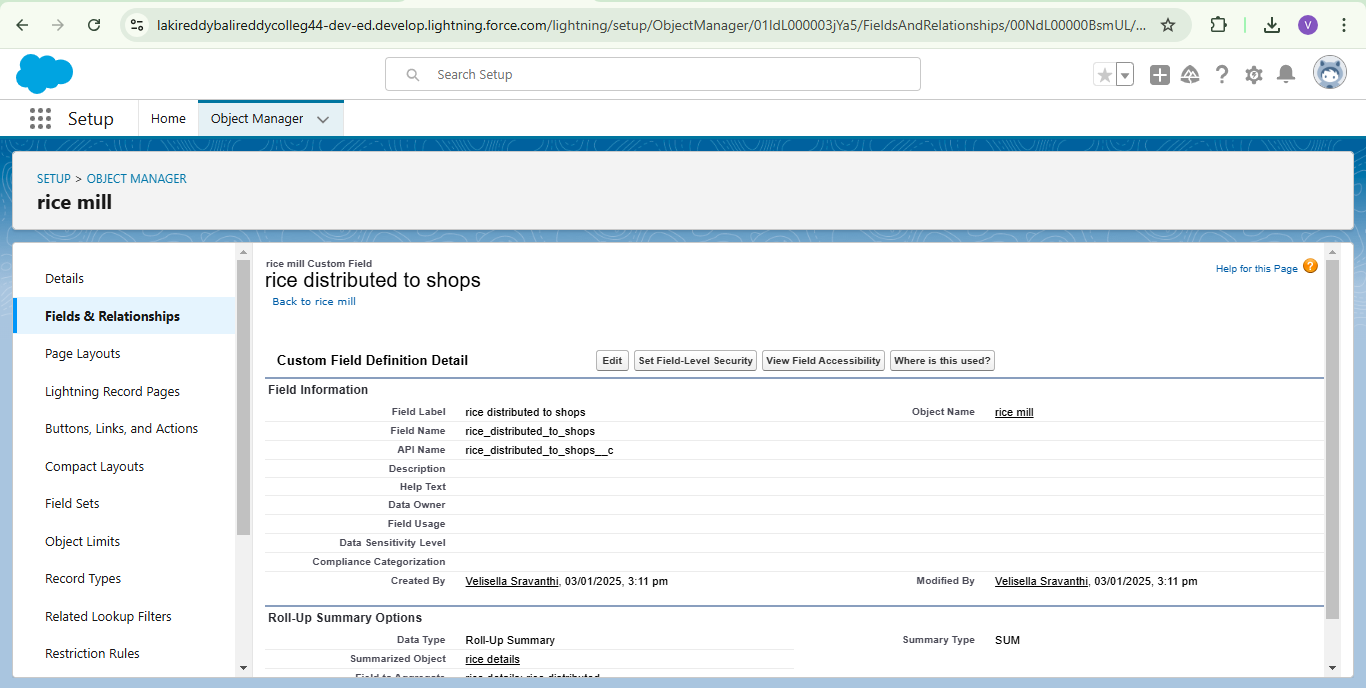 lakireddybalireddycolleg44-dev-ed.develop.lightning.force.com/lightning/setup/ObjectManager/01IdL000003jYa5/FieldsAndRelationships/00NdL00000BsmUL/...
V
Search Setup
Setup
Home
Object Manager
SETUP > OBJECT MANAGER
rice mill
Details
Fields & Relationships
Page Layouts
Lightning Record Pages
Buttons, Links, and Actions
Compact Layouts
Field Sets
Object Limits
Record Types
Related Lookup Filters
Restriction Rules
rice mill Custom Field
rice distributed to shops
Back to rice mill
Help for this Page ?
Custom Field Definition Detail
Edit
Set Field-Level Security
View Field Accessibility
Where is this used?
Field Information
Field Label rice distributed to shops Object Name rice mill
Field Name rice_distributed_to_shops
API Name rice_distributed_to_shops__c
Description
Help Text
Data Owner
Field Usage
Data Sensitivity Level
Compliance Categorization
Created By Velisella Sravanthi, 03/01/2025, 3:11 pm Modified By Velisella Sravanthi, 03/01/2025, 3:11 pm
Roll-Up Summary Options
Data Type Roll-Up Summary Summary Type SUM
Summarized Object rice details
Field to Aggregate rice details: rice distributed